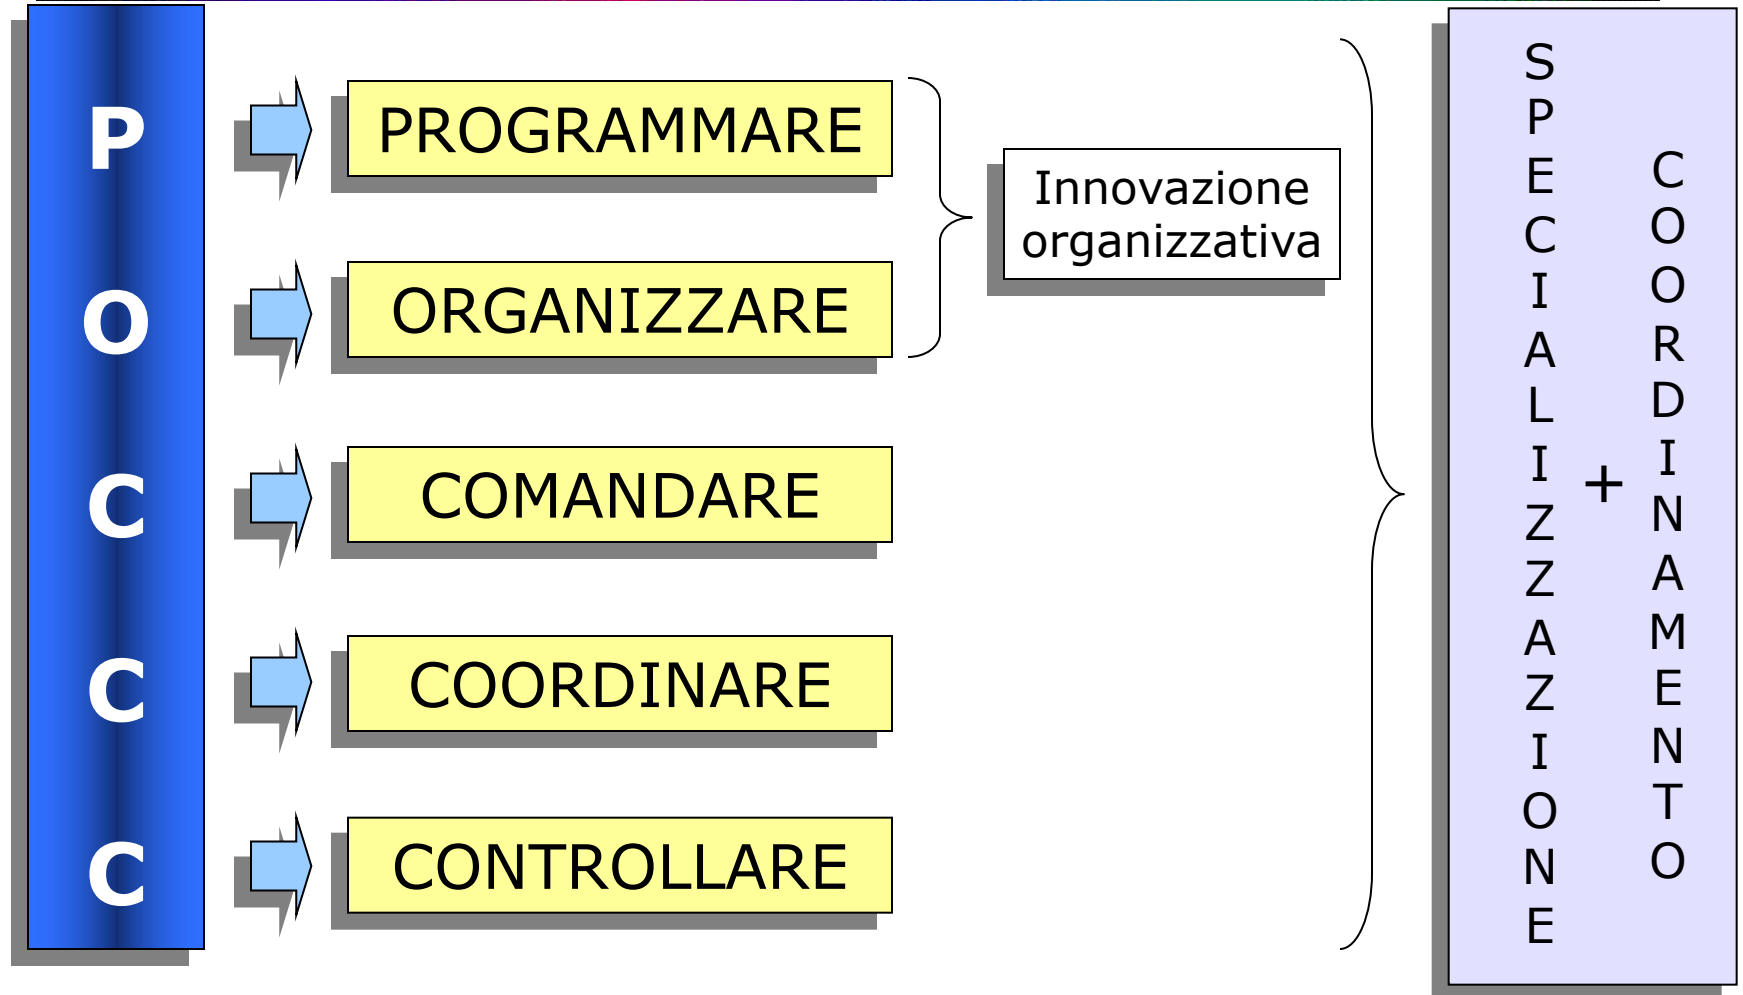 P
O
C
C
C
PROGRAMMARE
ORGANIZZARE
COMANDARE
COORDINARE
CONTROLLARE
Innovazione
organizzativa
SPECIALIZZAZIONE
+
COORDINAMENTO